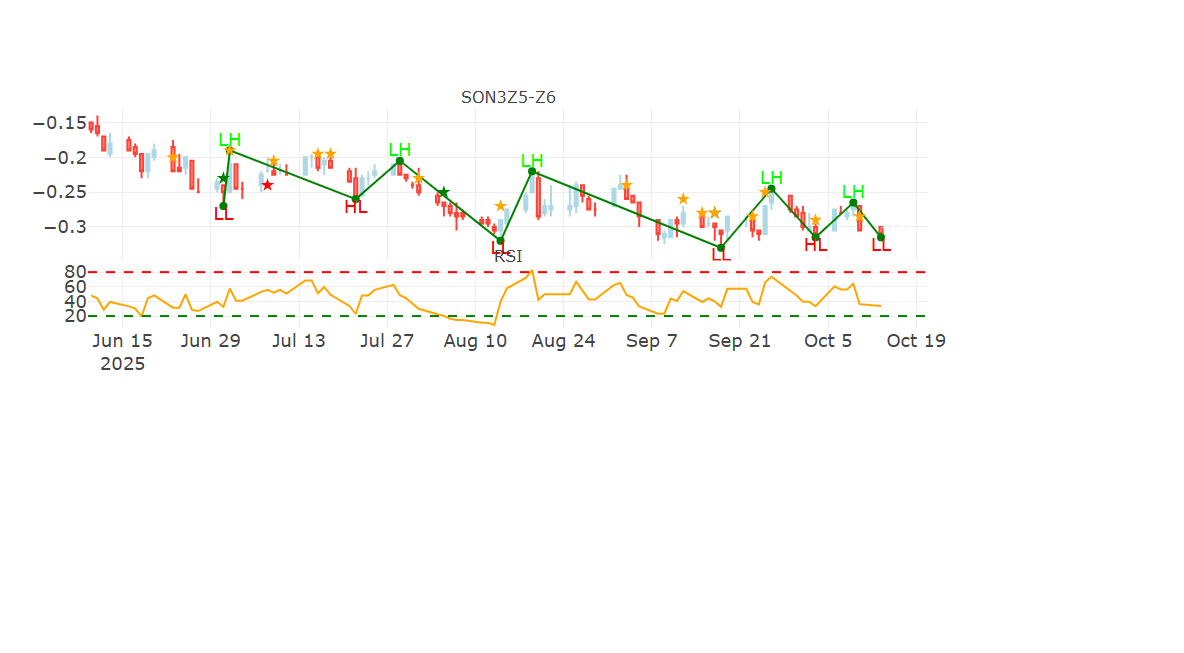 SON3Z5-Z6
−0.15
−0.2
−0.25
−0.3
LH
LH
LH
LH
LH
LL
HL
LL
LL
HL
LL
RSI
80
60
40
20
Jun 15
2025
Jun 29
Jul 13
Jul 27
Aug 10
Aug 24
Sep 7
Sep 21
Oct 5
Oct 19